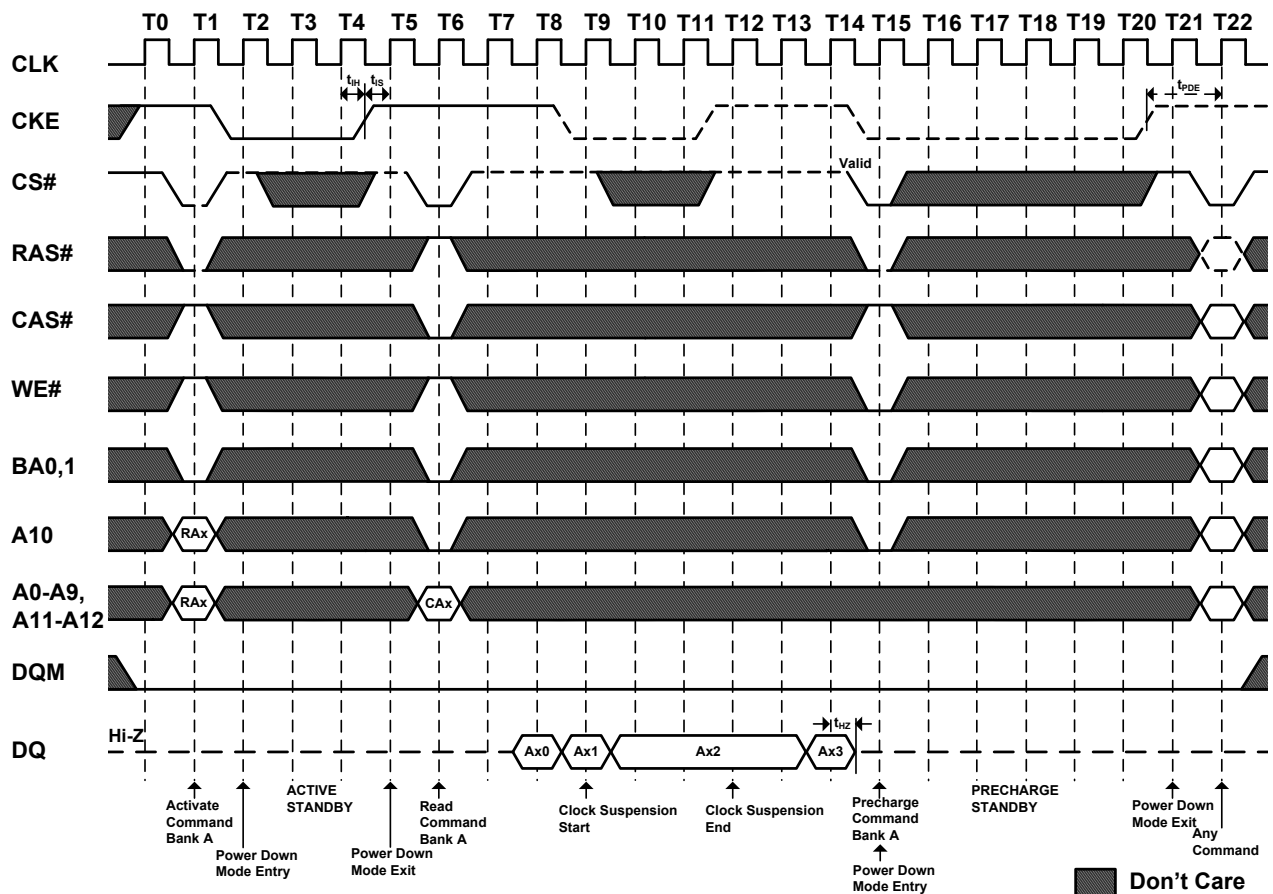 T0 T1 T2 T3 T4 T5 T6 T7 T8 T9 T10 T11 T12 T13 T14 T15 T16 T17 T18 T19 T20 T21 T22
CLK
tIH tIS
tPDE
CKE
Valid
CS#
RAS#
CAS#
WE#
BA0,1
A10
RAx
A0-A9,
A11-A12
RAx
CAx
DQM
Hi-Z
tHZ
DQ
Ax0 Ax1 Ax2 Ax3
Activate
Command
Bank A
Power Down
Mode Entry
ACTIVE
STANDBY
Power Down
Mode Exit
Read
Command
Bank A
Clock Suspension
Start
Clock Suspension
End
Precharge
Command
Bank A
Power Down
Mode Entry
PRECHARGE
STANDBY
Power Down
Mode Exit
Any
Command
Don't Care